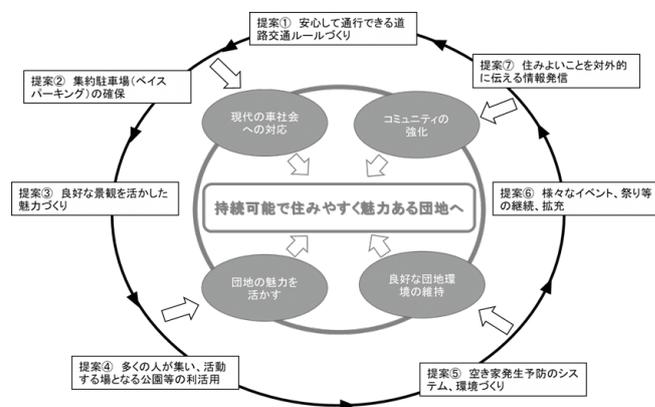 提案① 安心して通行できる道
路交通ルールづくり
提案② 集約駐車場(ベイス
パーキング)の確保
提案⑦ 住みよいことを対外的
に伝える情報発信
現代の車社会
への対応
コミュニティの
強化
提案③ 良好な景観を活かした
魅力づくり
持続可能で住みやすく魅力ある団地へ
提案⑥ 様々なイベント、祭り等
の継続、拡充
団地の魅力を
活かす
良好な団地環
境の維持
提案④ 多くの人が集い、活動
する場となる公園等の利活用
提案⑤ 空き家発生予防のシス
テム、環境づくり